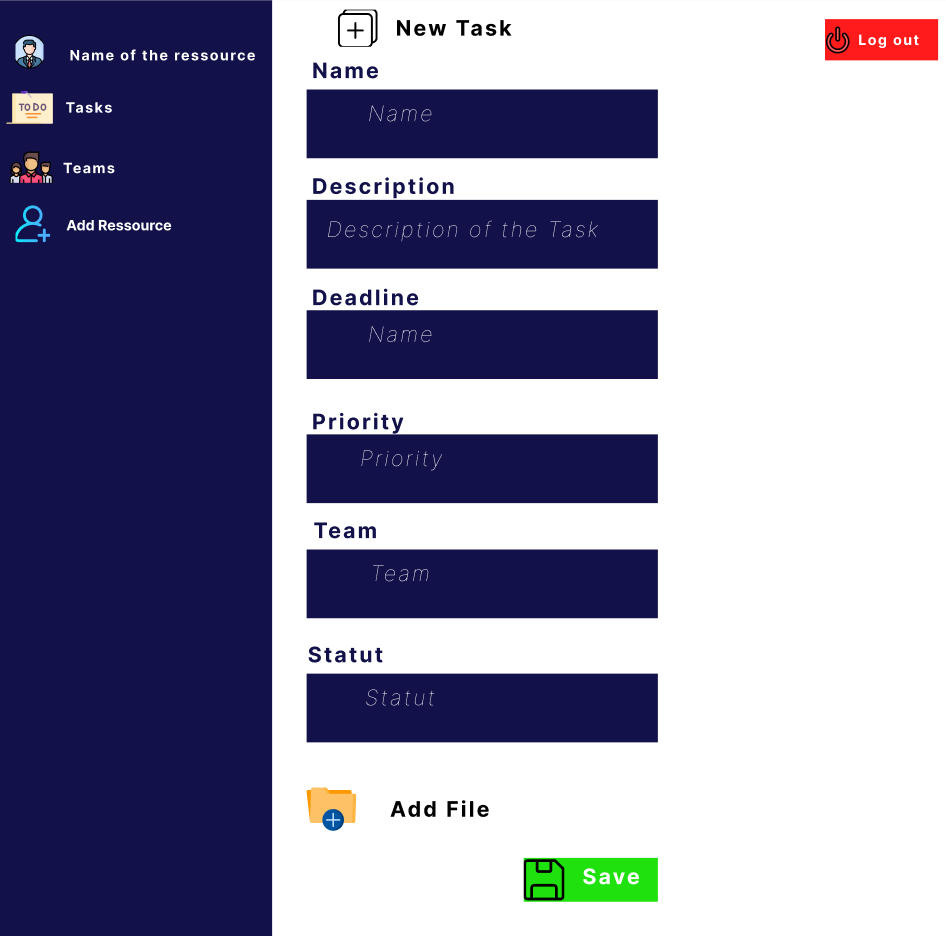 Name of the ressource
TO DO
Tasks
Teams
Add Ressource
New Task
Log out
Name
Name
Description
Description of the Task
Deadline
Name
Priority
Priority
Team
Team
Statut
Statut
Add File
Save